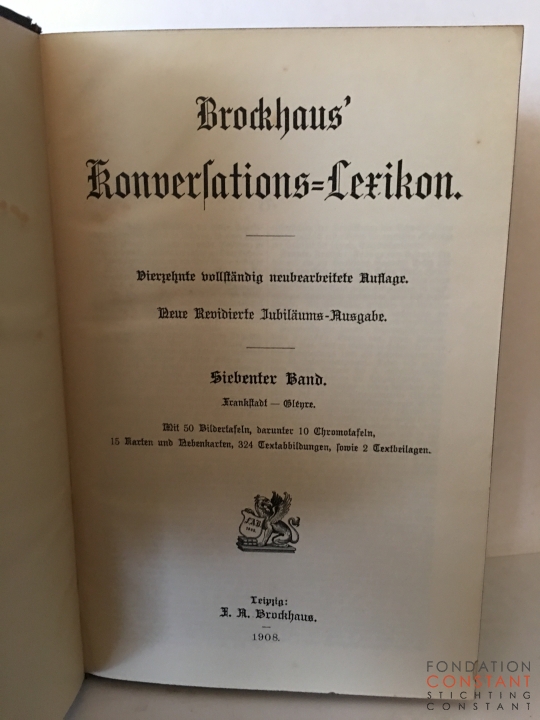 Brockhaus'
Konversations=Lexikon.
Vierzehnte vollständig neubearbeitete Auflage.
Neue Revidierte Jubiläums-Ausgabe.
Siebenter Band.
Frankstadt — Gleyre.
Mit 50 Bildertafeln, darunter 10 Chromotafeln,
15 Karten und Nebenkarten, 324 Textabbildungen, sowie 2 Textbeilagen.
F.A.B.
Leipzig:
F. A. Brockhaus.
1908.
FONDATION
CONSTANT
STICHTING
CONSTANT